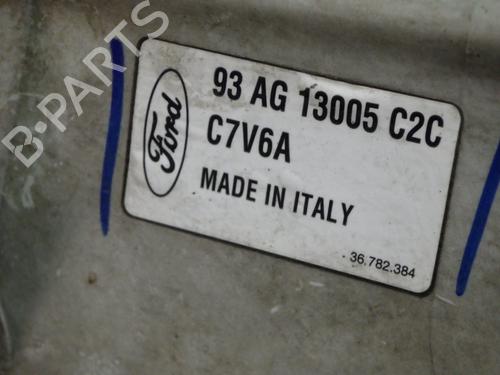 B-PARTS
Ford
93 AG 13005 C2C
C7V6A
MADE IN ITALY
36.782.384